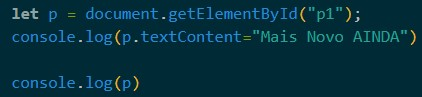 let p = document.getElementById("p1");
console.log(p.textContent="Mais Novo AINDA")
console.log(p)